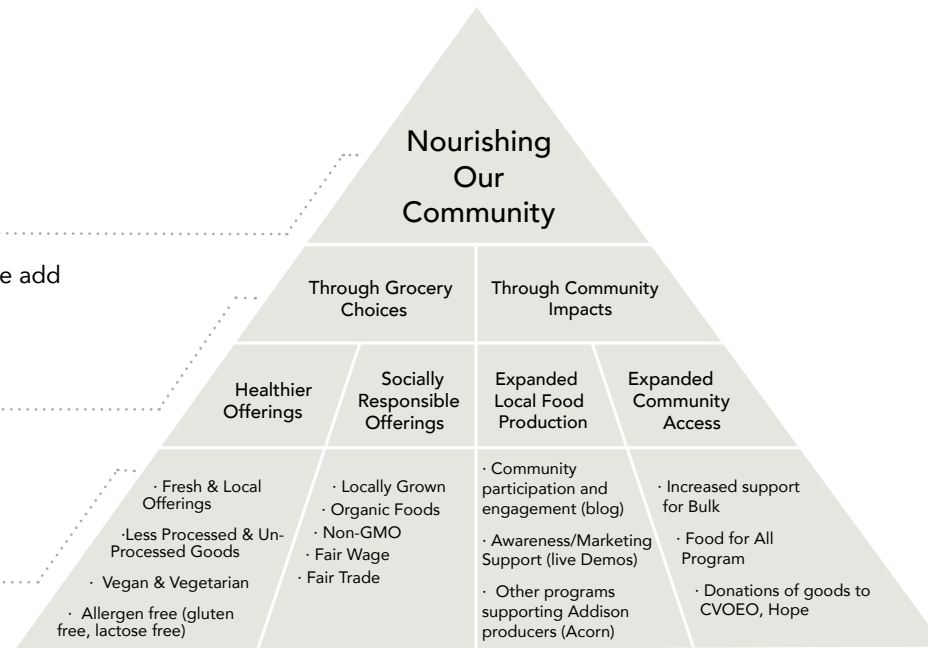 Nourishing
Our
Community
e add
Through Grocery
Choices
Through Community
Impacts
Healthier
Offerings
Socially
Responsible
Offerings
Expanded
Local Food
Production
Expanded
Community
Access
· Fresh & Local
Offerings
·Less Processed & Un-
Processed Goods
· Vegan & Vegetarian
· Allergen free (gluten
free, lactose free)
· Locally Grown
· Organic Foods
· Non-GMO
· Fair Wage
· Fair Trade
· Community
participation and
engagement (blog)
· Awareness/Marketing
Support (live Demos)
· Other programs
supporting Addison
producers (Acorn)
· Increased support
for Bulk
· Food for All
Program
· Donations of goods to
CVOEO, Hope